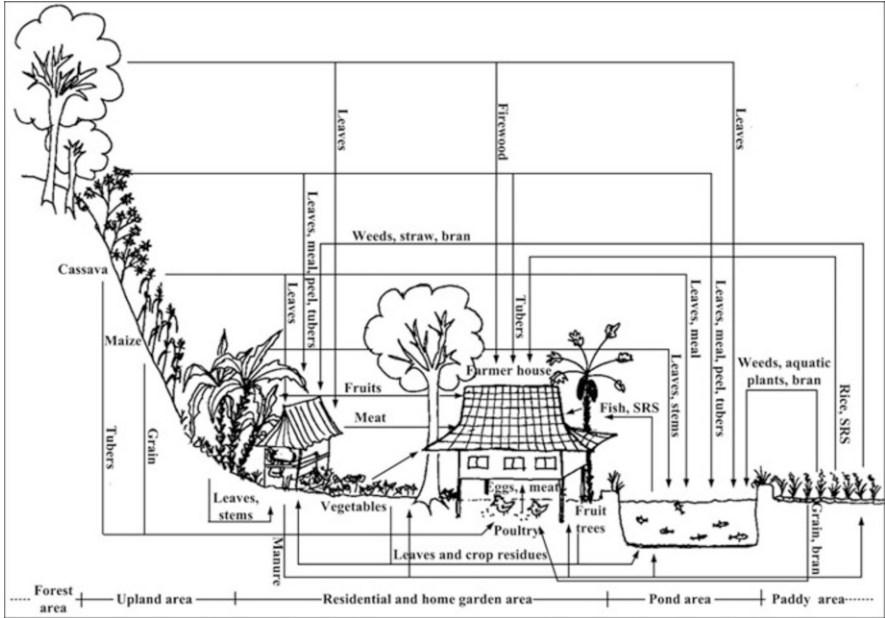 Leaves
Firewood
Leaves
Leaves, meal, peel, tubers
Weeds, straw, bran
Cassava
Leaves
Tubers
Leaves, meal
Leaves, meal, peel, tubers
Maize
Farmer house
Leaves, stems
Weeds, aquatic
plants, bran
Rice, SRS
Fruits
Fish, SRS
Meat
Tubers
Grain
Eggs, meat
Leaves,
stems
Vegetables
Fruit
trees
Poultry
Grain, bran
Manure
Leaves and crop residues
Forest
area
Upland area
Residential and home garden area
Pond area
Paddy area